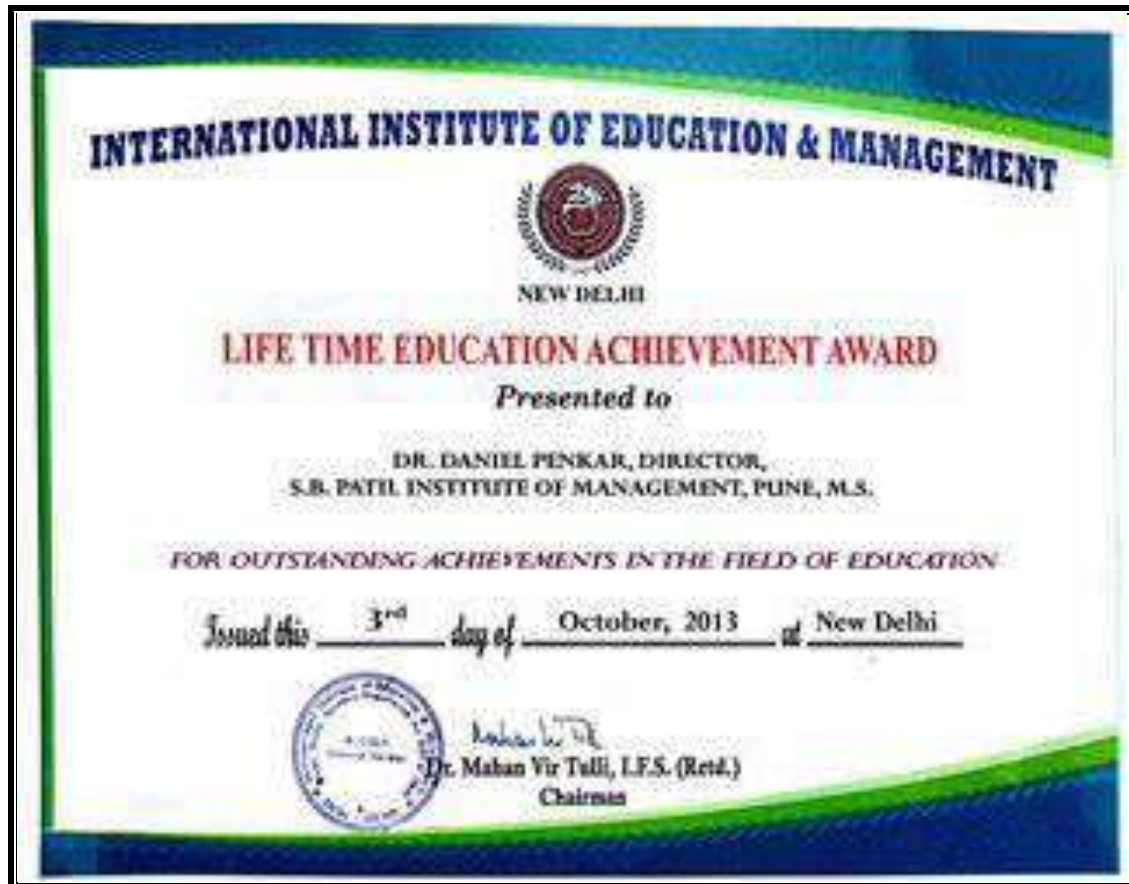 INTERNATIONAL INSTITUTE OF EDUCATION & MANAGEMENT
NEW DELHI
LIFE TIME EDUCATION ACHIEVEMENT AWARD
Presented to
DR. DANIEL PENKAR, DIRECTOR,
S.B. PATIL INSTITUTE OF MANAGEMENT, PUNE, M.S.
FOR OUTSTANDING ACHIEVEMENTS IN THE FIELD OF EDUCATION
Issued this 3rd day of October, 2013 at New Delhi
Dr. Mahan Vir Tulli, I.F.S. (Retd.)
Chairman